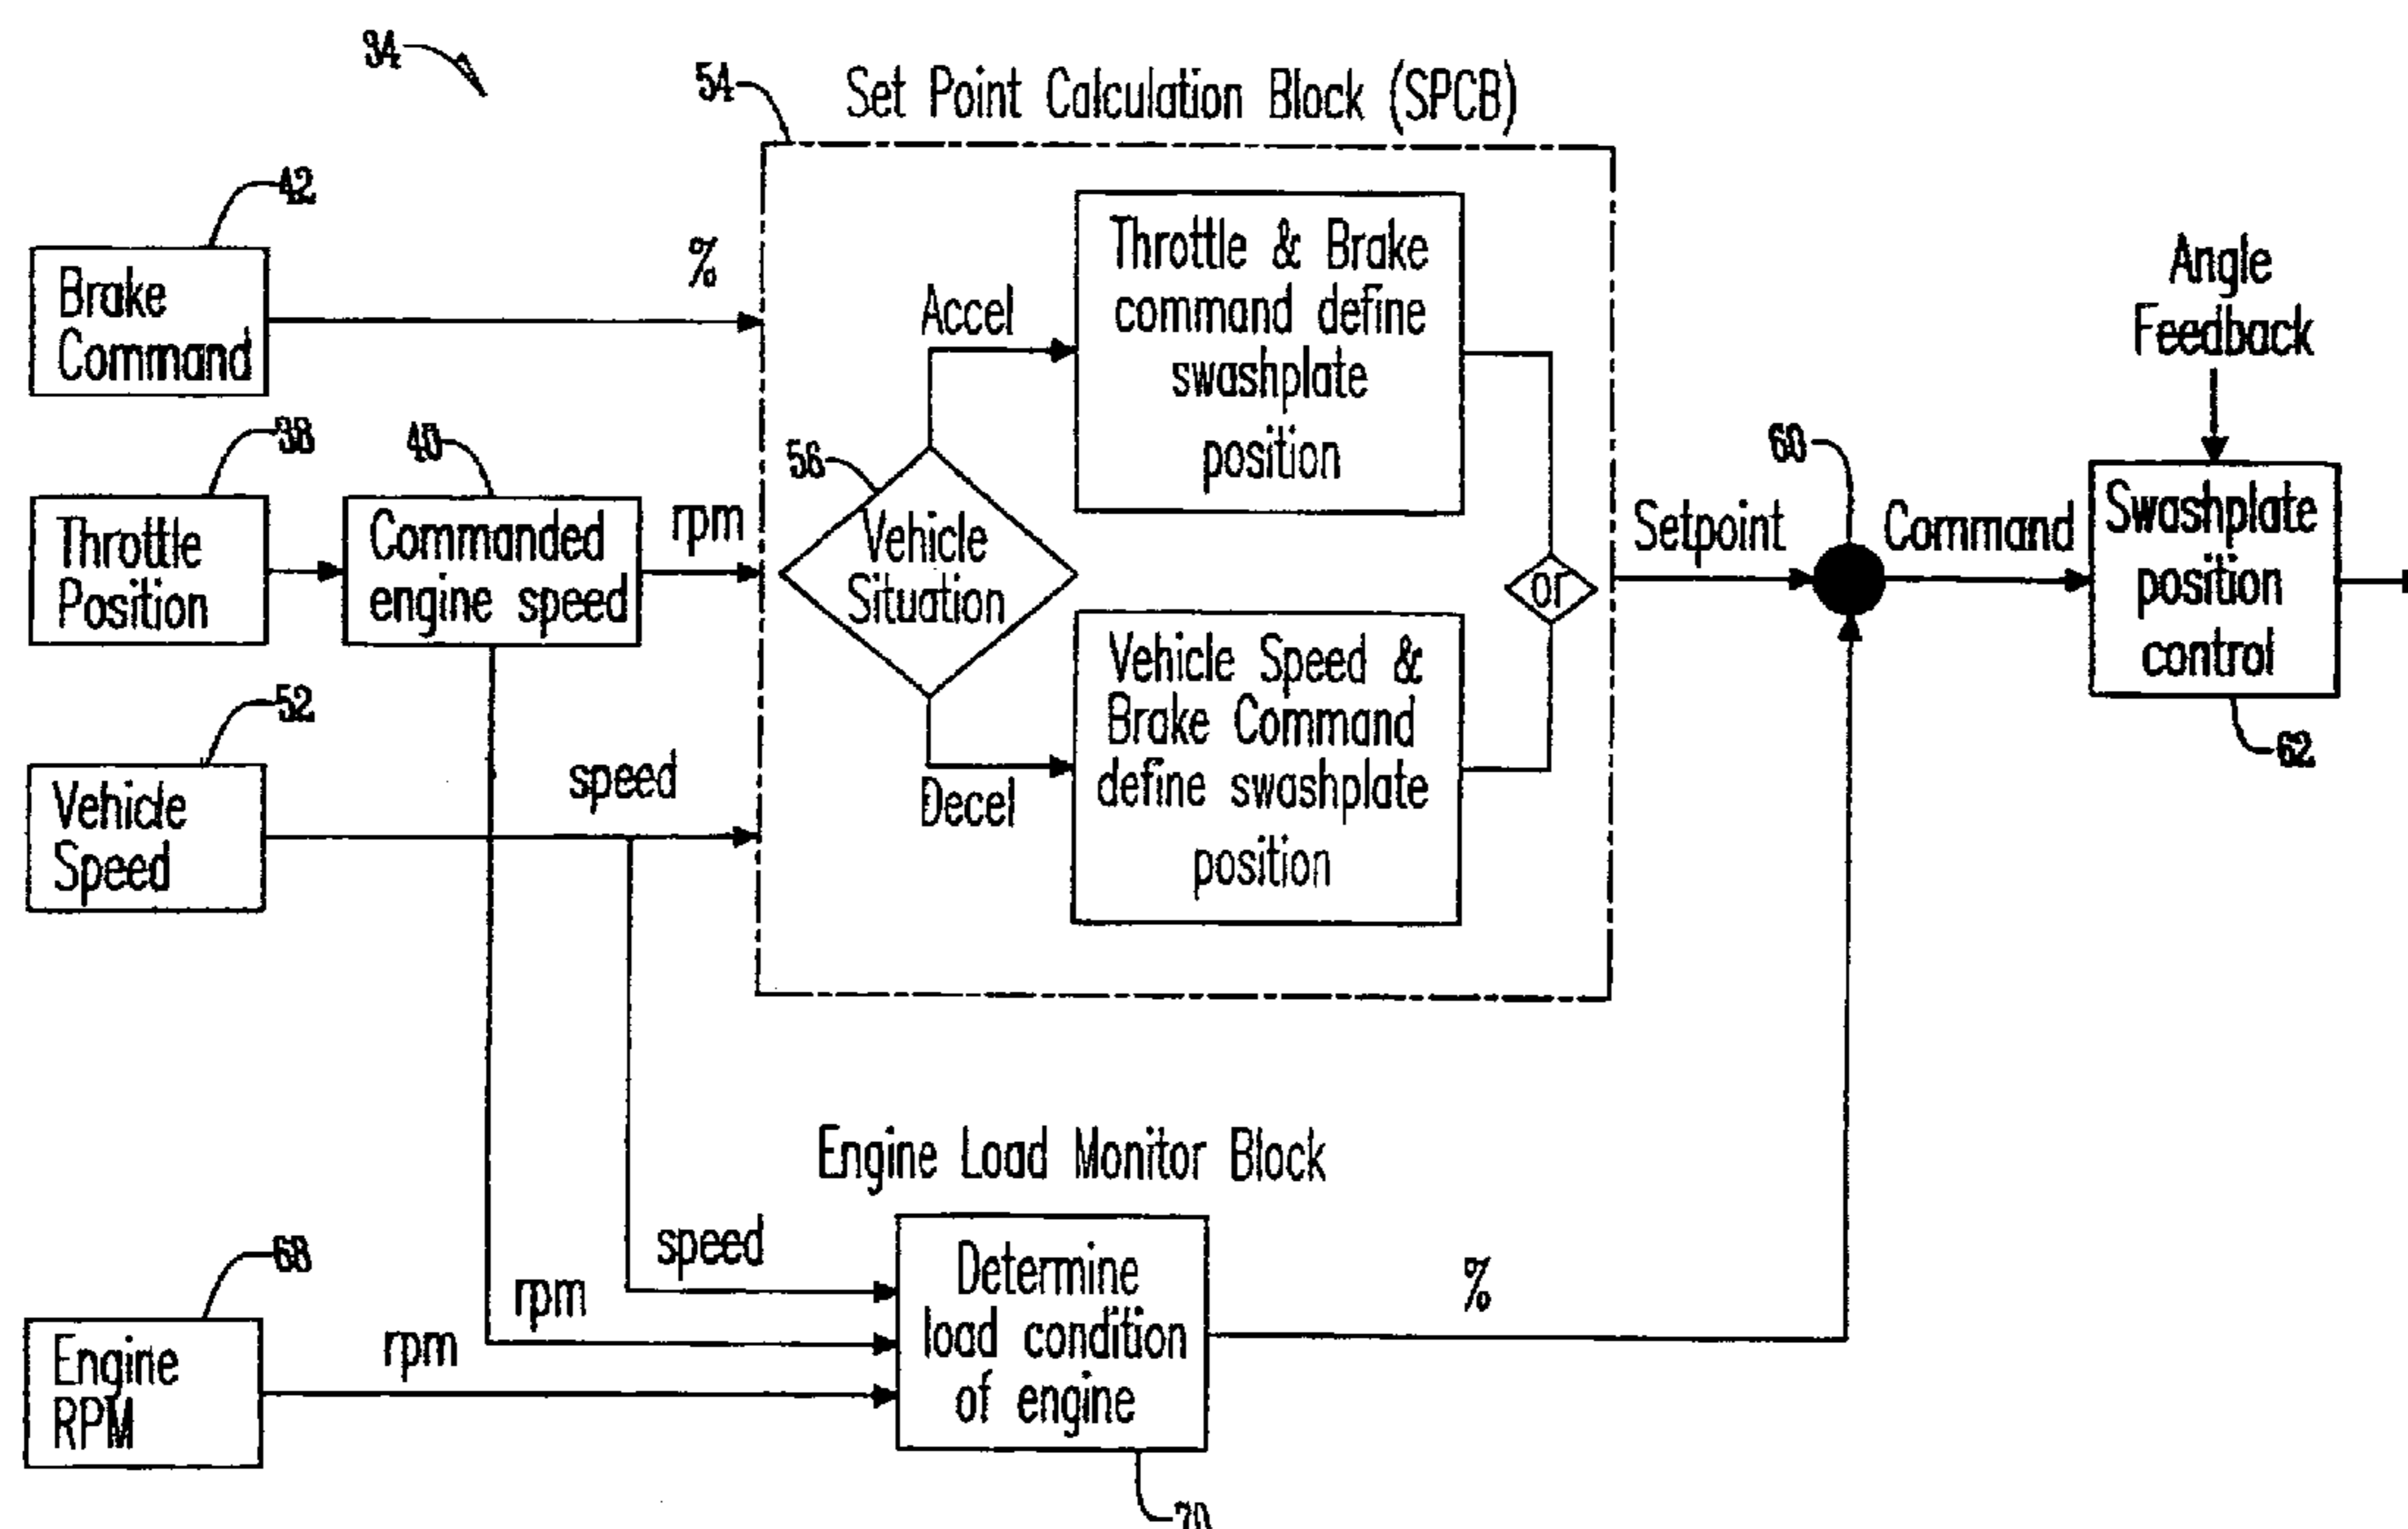 34
54
Set Point Calculation Block (SPCB)
42
Brake
Command
%
38
Throttle
Position
40
Commanded
engine speed
rpm
52
Vehicle
Speed
speed
56
Vehicle
Situation
Accel
Throttle & Brake
command define
swashplate
position
Decel
Vehicle Speed &
Brake Command
define swashplate
position
or
Setpoint
60
Command
Angle
Feedback
Swashplate
position
control
62
Engine Load Monitor Block
68
Engine
RPM
rpm
rpm
speed
Determine
load condition
of engine
%
70